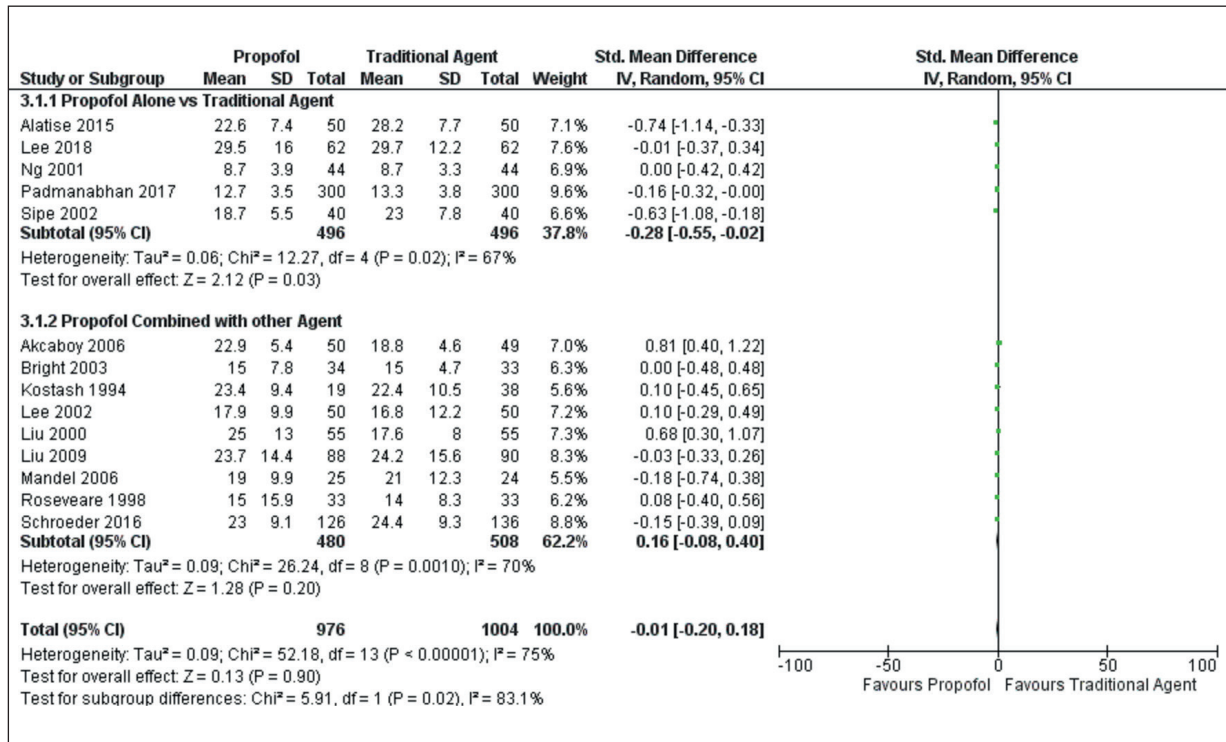 Propofol Traditional Agent Std. Mean Difference Std. Mean Difference
Study or Subgroup Mean SD Total Mean SD Total Weight IV, Random, 95% CI IV, Random, 95% CI
3.1.1 Propofol Alone vs Traditional Agent
Alatise 2015 22.6 7.4 50 28.2 7.7 50 7.1% -0.74 [-1.14, -0.33]
Lee 2018 29.5 16 62 29.7 12.2 62 7.6% -0.01 [-0.37, 0.34]
Ng 2001 8.7 3.9 44 8.7 3.3 44 6.9% 0.00 [-0.42, 0.42]
Padmanabhan 2017 12.7 3.5 300 13.3 3.8 300 9.6% -0.16 [-0.32, -0.00]
Sipe 2002 18.7 5.5 40 23 7.8 40 6.6% -0.63 [-1.08, -0.18]
Subtotal (95% CI) 496 496 37.8% -0.28 [-0.55, -0.02]
Heterogeneity: Tau² = 0.06; Chi² = 12.27, df = 4 (P = 0.02); I² = 67%
Test for overall effect: Z = 2.12 (P = 0.03)
3.1.2 Propofol Combined with other Agent
Akcaboy 2006 22.9 5.4 50 18.8 4.6 49 7.0% 0.81 [0.40, 1.22]
Bright 2003 15 7.8 34 15 4.7 33 6.3% 0.00 [-0.48, 0.48]
Kostash 1994 23.4 9.4 19 22.4 10.5 38 5.6% 0.10 [-0.45, 0.65]
Lee 2002 17.9 9.9 50 16.8 12.2 50 7.2% 0.10 [-0.29, 0.49]
Liu 2000 25 13 55 17.6 8 55 7.3% 0.68 [0.30, 1.07]
Liu 2009 23.7 14.4 88 24.2 15.6 90 8.3% -0.03 [-0.33, 0.26]
Mandel 2006 19 9.9 25 21 12.3 24 5.5% -0.18 [-0.74, 0.38]
Roseveare 1998 15 15.9 33 14 8.3 33 6.2% 0.08 [-0.40, 0.56]
Schroeder 2016 23 9.1 126 24.4 9.3 136 8.8% -0.15 [-0.39, 0.09]
Subtotal (95% CI) 480 508 62.2% 0.16 [-0.08, 0.40]
Heterogeneity: Tau² = 0.09; Chi² = 26.24, df = 8 (P = 0.0010); I² = 70%
Test for overall effect: Z = 1.28 (P = 0.20)
Total (95% CI) 976 1004 100.0% -0.01 [-0.20, 0.18]
Heterogeneity: Tau² = 0.09; Chi² = 52.18, df = 13 (P < 0.00001); I² = 75%
Test for overall effect: Z = 0.13 (P = 0.90)
Test for subgroup differences: Chi² = 5.91, df = 1 (P = 0.02), I² = 83.1%
-100 -50 0 50 100
Favours Propofol Favours Traditional Agent